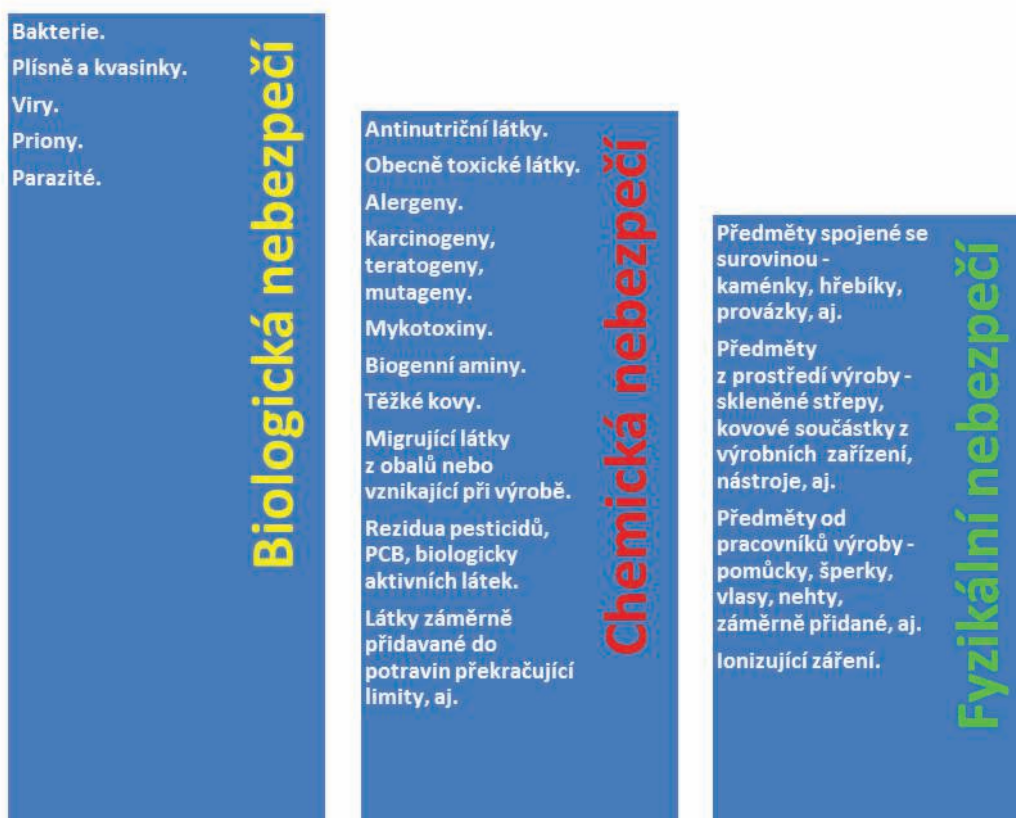 Bakterie.
Plísně a kvasinky.
Viry.
Priony.
Parazité.
Biologická nebezpečí
Antinutriční látky.
Obecně toxické látky.
Alergeny.
Karcinogeny,
teratogeny,
mutageny.
Mykotoxiny.
Biogenní aminy.
Těžké kovy.
Migrující látky
z obalů nebo
vznikající při výrobě.
Rezidua pesticidů,
PCB, biologicky
aktivních látek.
Látky záměrně
přidavané do
potravin překračující
limity, aj.
Chemická nebezpečí
Předměty spojené se
surovinou -
kaménky, hřebíky,
provázky, aj.
Předměty
z prostředí výroby -
skleněné střepy,
kovové součástky z
výrobních zařízení,
nástroje, aj.
Předměty od
pracovníků výroby -
pomůcky, šperky,
vlasy, nehty,
záměrně přidané, aj.
Ionizující záření.
Fyzikální nebezpečí